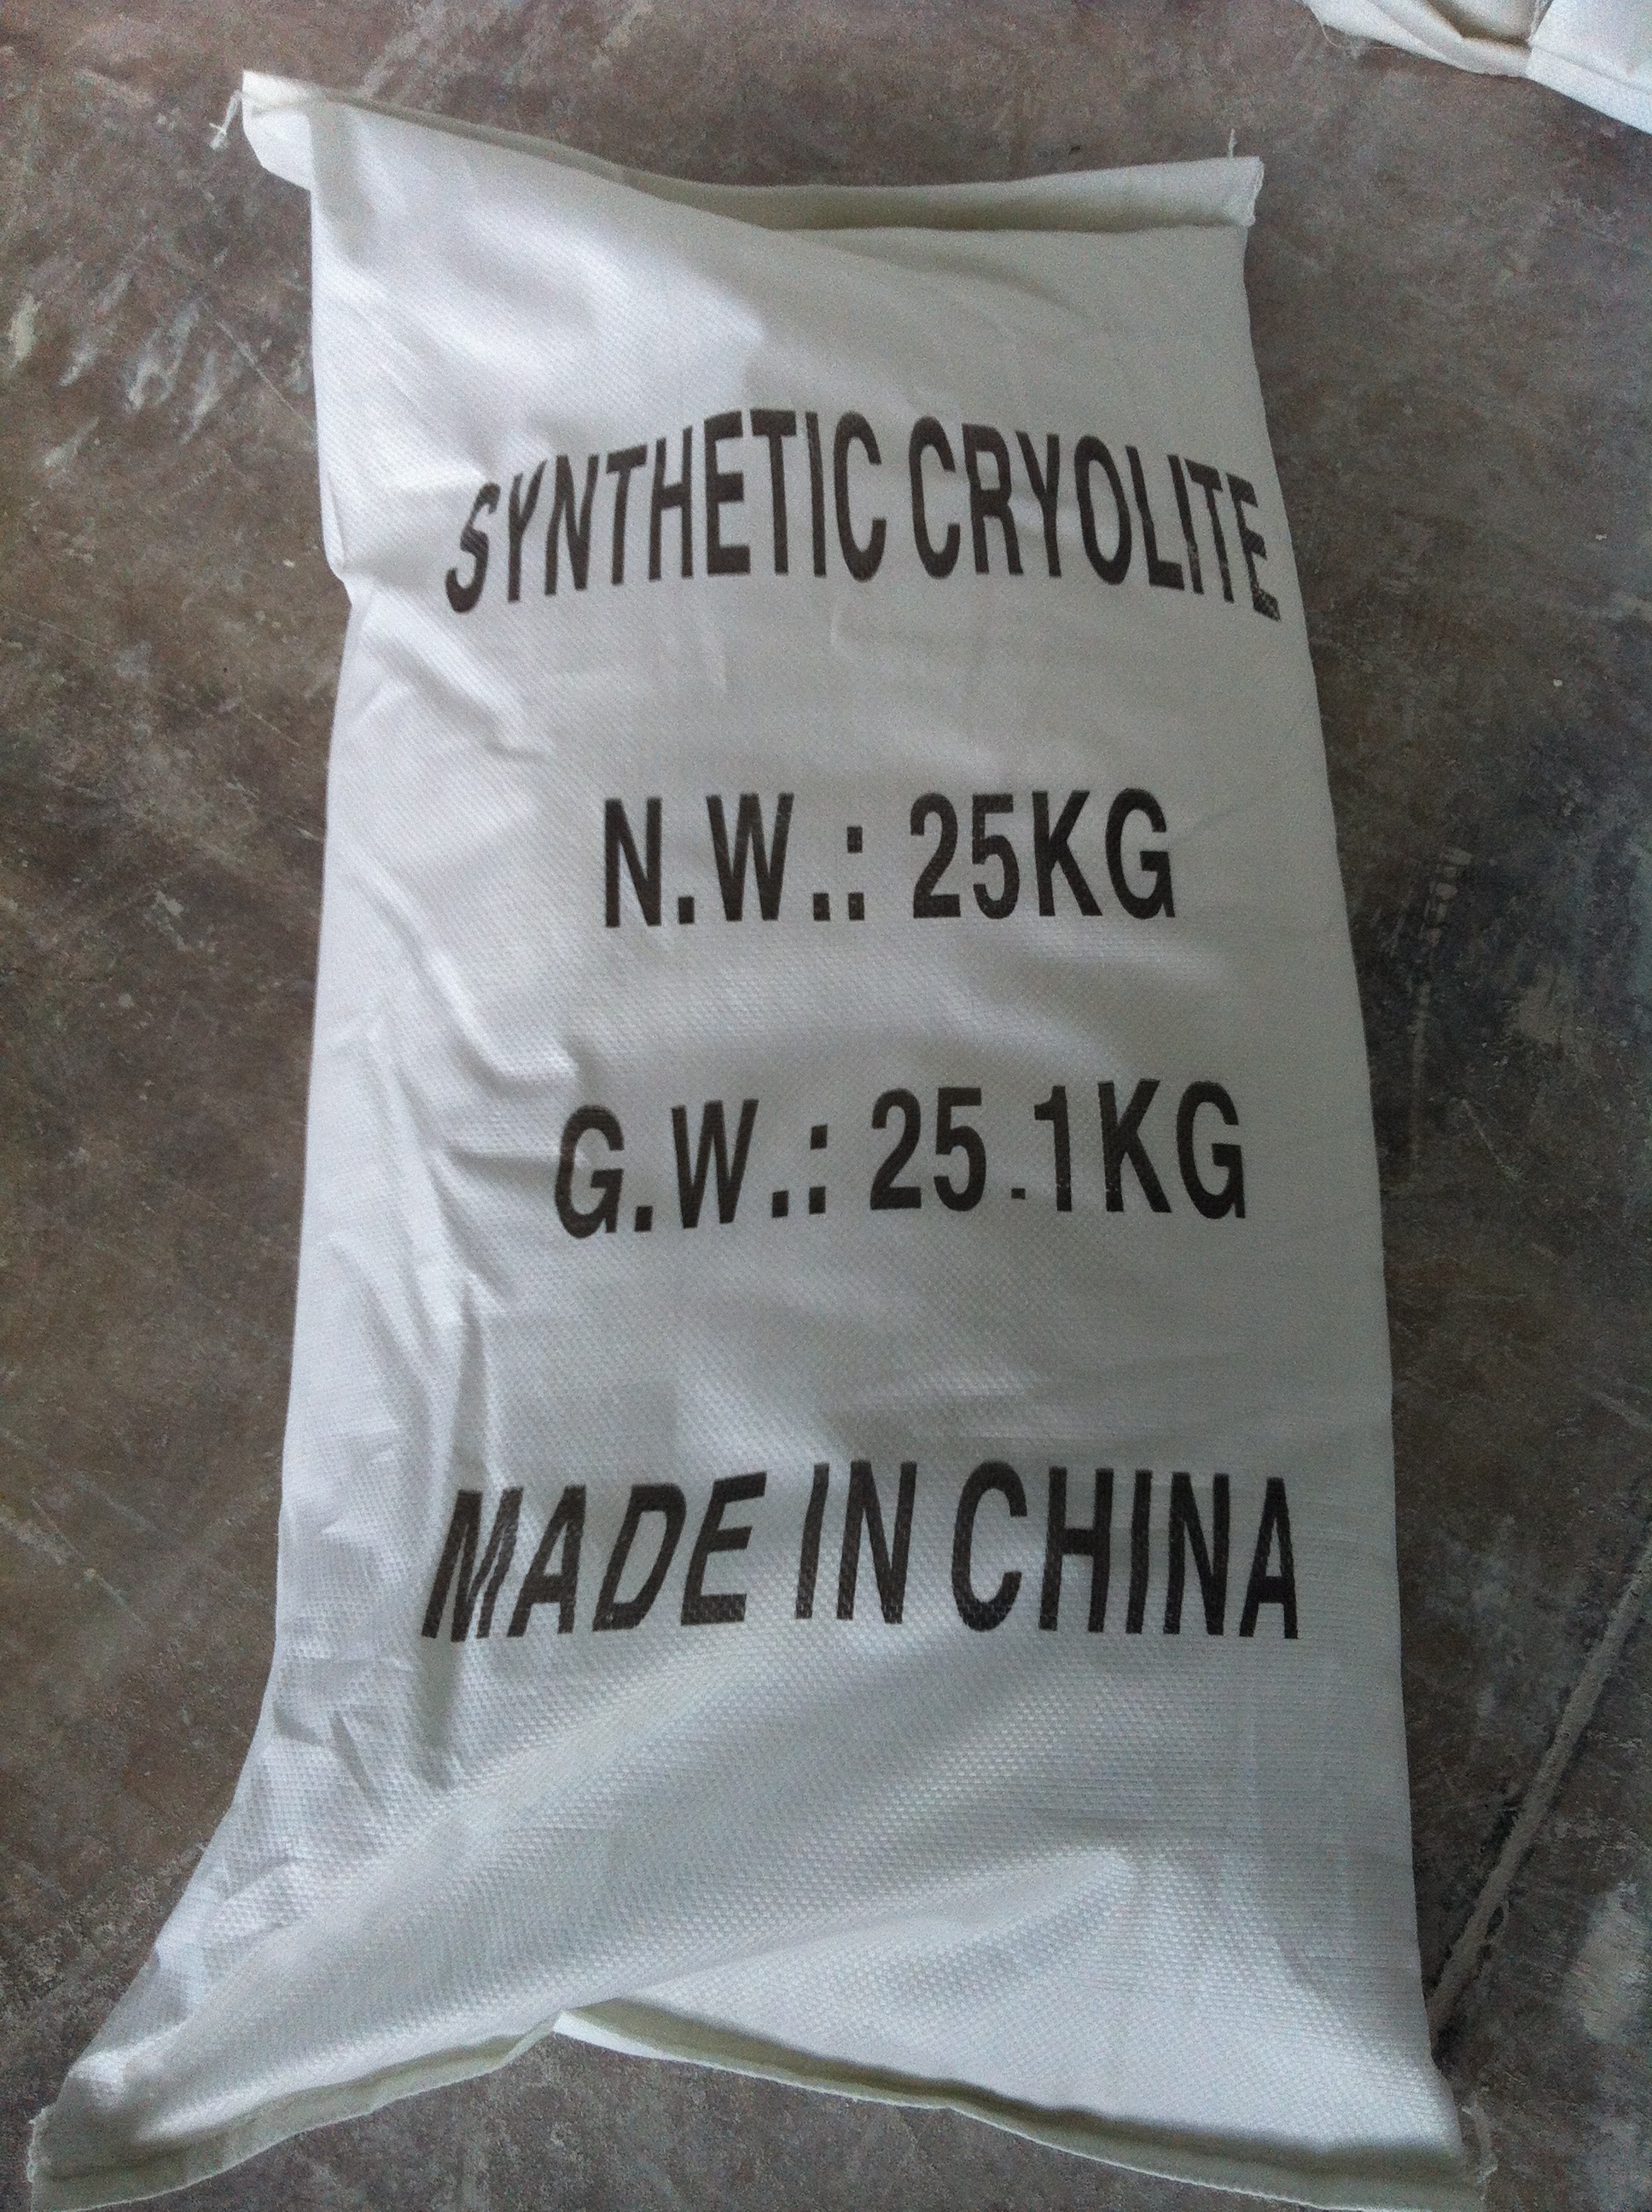 SYNTHETIC CRYOLITE
N.W.: 25KG
G.W.: 25.1KG
MADE IN CHINA